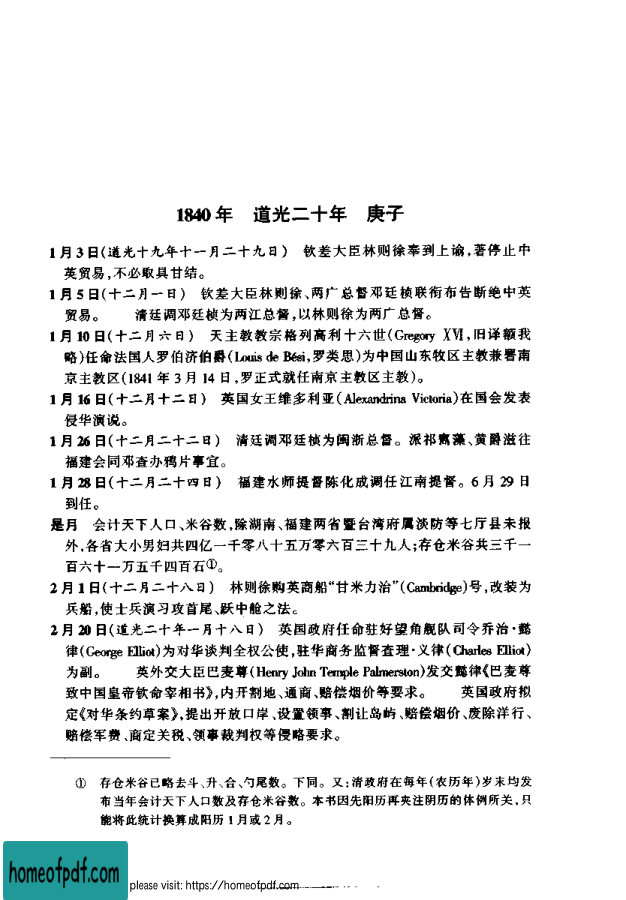 1840年　道光二十年　庚子
1月3日(道光十九年十一月二十九日)　钦差大臣林则徐奉到上谕,著停止中
英贸易,不必取具甘结。
1月5日(十二月一日)　钦差大臣林则徐、两广总督邓廷桢联衔布告断绝中英
贸易。　　清廷调邓廷桢为两江总督,以林则徐为两广总督。
1月10日(十二月六日)　天主教教宗格列高利十六世(Gregory XVI,旧译额我
略)任命法国人罗伯济伯爵(Louis de Bési,罗类思)为中国山东牧区主教兼署南
京主教区(1841年3月14日,罗正式就任南京主教区主教)。
1月16日(十二月十二日)　英国女王维多利亚(Alexandrina Victoria)在国会发表
侵华演说。
1月26日(十二月二十二日)　清廷调邓廷桢为闽浙总督。派祁寯藻、黄爵滋往
福建会同邓查办鸦片事宜。
1月28日(十二月二十四日)　福建水师提督陈化成调任江南提督。6月29日
到任。
是月　会计天下人口、米谷数,除湖南、福建两省暨台湾府属淡防等七厅县未报
外,各省大小男妇共四亿一千零八十五万零六百三十九人;存仓米谷共三千一
百六十一万五千四百石①。
2月1日(十二月二十八日)　林则徐购英商船“甘米力治”(Cambridge)号,改装为
兵船,使士兵演习攻首尾、跃中舱之法。
2月20日(道光二十年一月十八日)　英国政府任命驻好望角舰队司令乔治·懿
律(George Elliot)为对华谈判全权公使,驻华商务监督查理·义律(Charles Elliot)
为副。　　英外交大臣巴麦尊(Henry John Temple Palmerston)发交懿律《巴麦尊
致中国皇帝钦命宰相书》,内开割地、通商、赔偿烟价等要求。　　英国政府拟
定《对华条约草案》,提出开放口岸、设置领事、割让岛屿、赔偿烟价、废除洋行、
赔偿军费、商定关税、领事裁判权等侵略要求。
①　存仓米谷已略去斗、升、合、勺尾数。下同。又:清政府在每年(农历年)岁末均发
布当年会计天下人口数及存仓米谷数。本书因先阳历再夹注阴历的体例所关,只
能将此统计换算成阳历1月或2月。
homeofpdf.com
please visit: https://homeofpdf.com